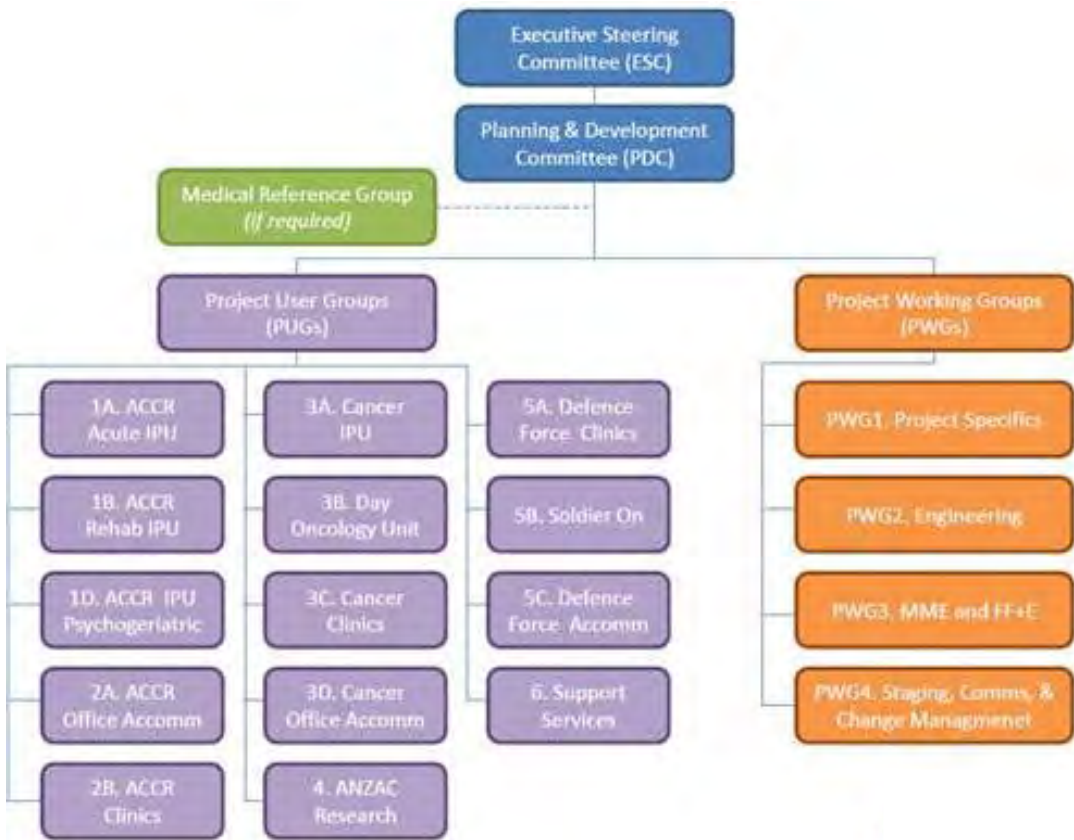 Executive Steering
Committee (ESC)
Planning & Development
Committee (PDC)
Medical Reference Group
(if required)
Project User Groups
(PUGs)
Project Working Groups
(PWGs)
1A. ACCR
Acute IPU
3A. Cancer
IPU
5A. Defence
Force Clinics
PWG1. Project Specifics
1B. ACCR
Rehab IPU
3B. Day
Oncology Unit
5B. Soldier On
PWG2. Engineering
1D. ACCR IPU
Psychogeriatric
3C. Cancer
Clinics
5C. Defence
Force Accomm
PWG3. MME and FF+E
2A. ACCR
Office Accomm
3D. Cancer
Office Accomm
6. Support
Services
PWG4. Staging, Comms, &
Change Managmenet
2B. ACCR
Clinics
4. ANZAC
Research